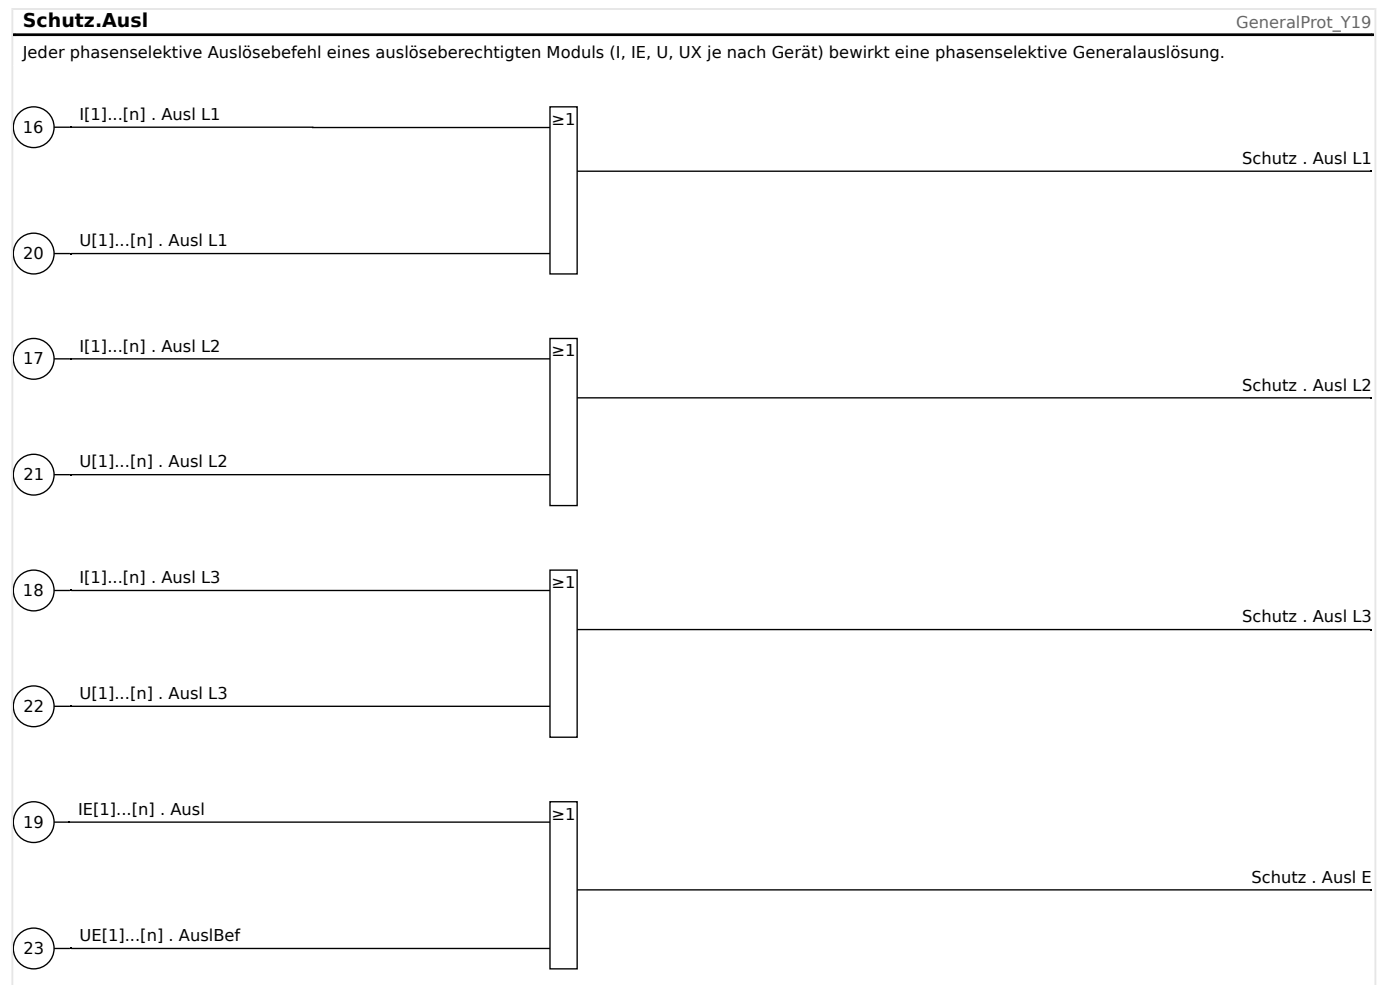 Schutz.Ausl
GeneralProt_Y19
Jeder phasenselektive Auslösebefehl eines auslöseberechtigten Moduls (I, IE, U, UX je nach Gerät) bewirkt eine phasenselektive Generalauslösung.
16
I[1]...[n] . Ausl L1
≥1
Schutz . Ausl L1
20
U[1]...[n] . Ausl L1
17
I[1]...[n] . Ausl L2
≥1
Schutz . Ausl L2
21
U[1]...[n] . Ausl L2
18
I[1]...[n] . Ausl L3
≥1
Schutz . Ausl L3
22
U[1]...[n] . Ausl L3
19
IE[1]...[n] . Ausl
≥1
Schutz . Ausl E
23
UE[1]...[n] . AuslBef